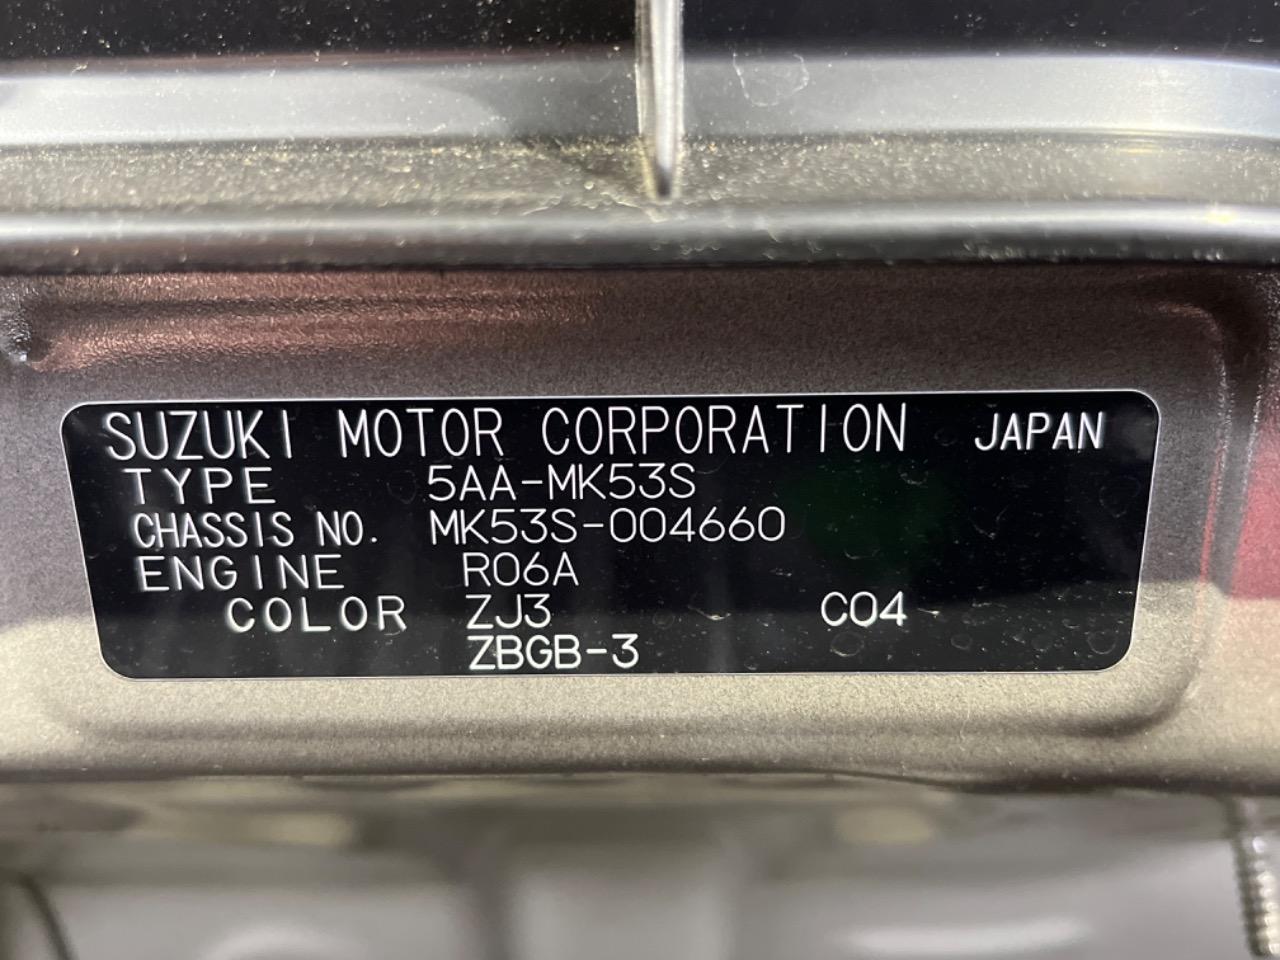 SUZUKI MOTOR CORPORATION JAPAN
TYPE 5AA-MK53S
CHASSIS NO. MK53S-004660
ENGINE R06A
COLOR ZJ3 C04
ZBGB-3